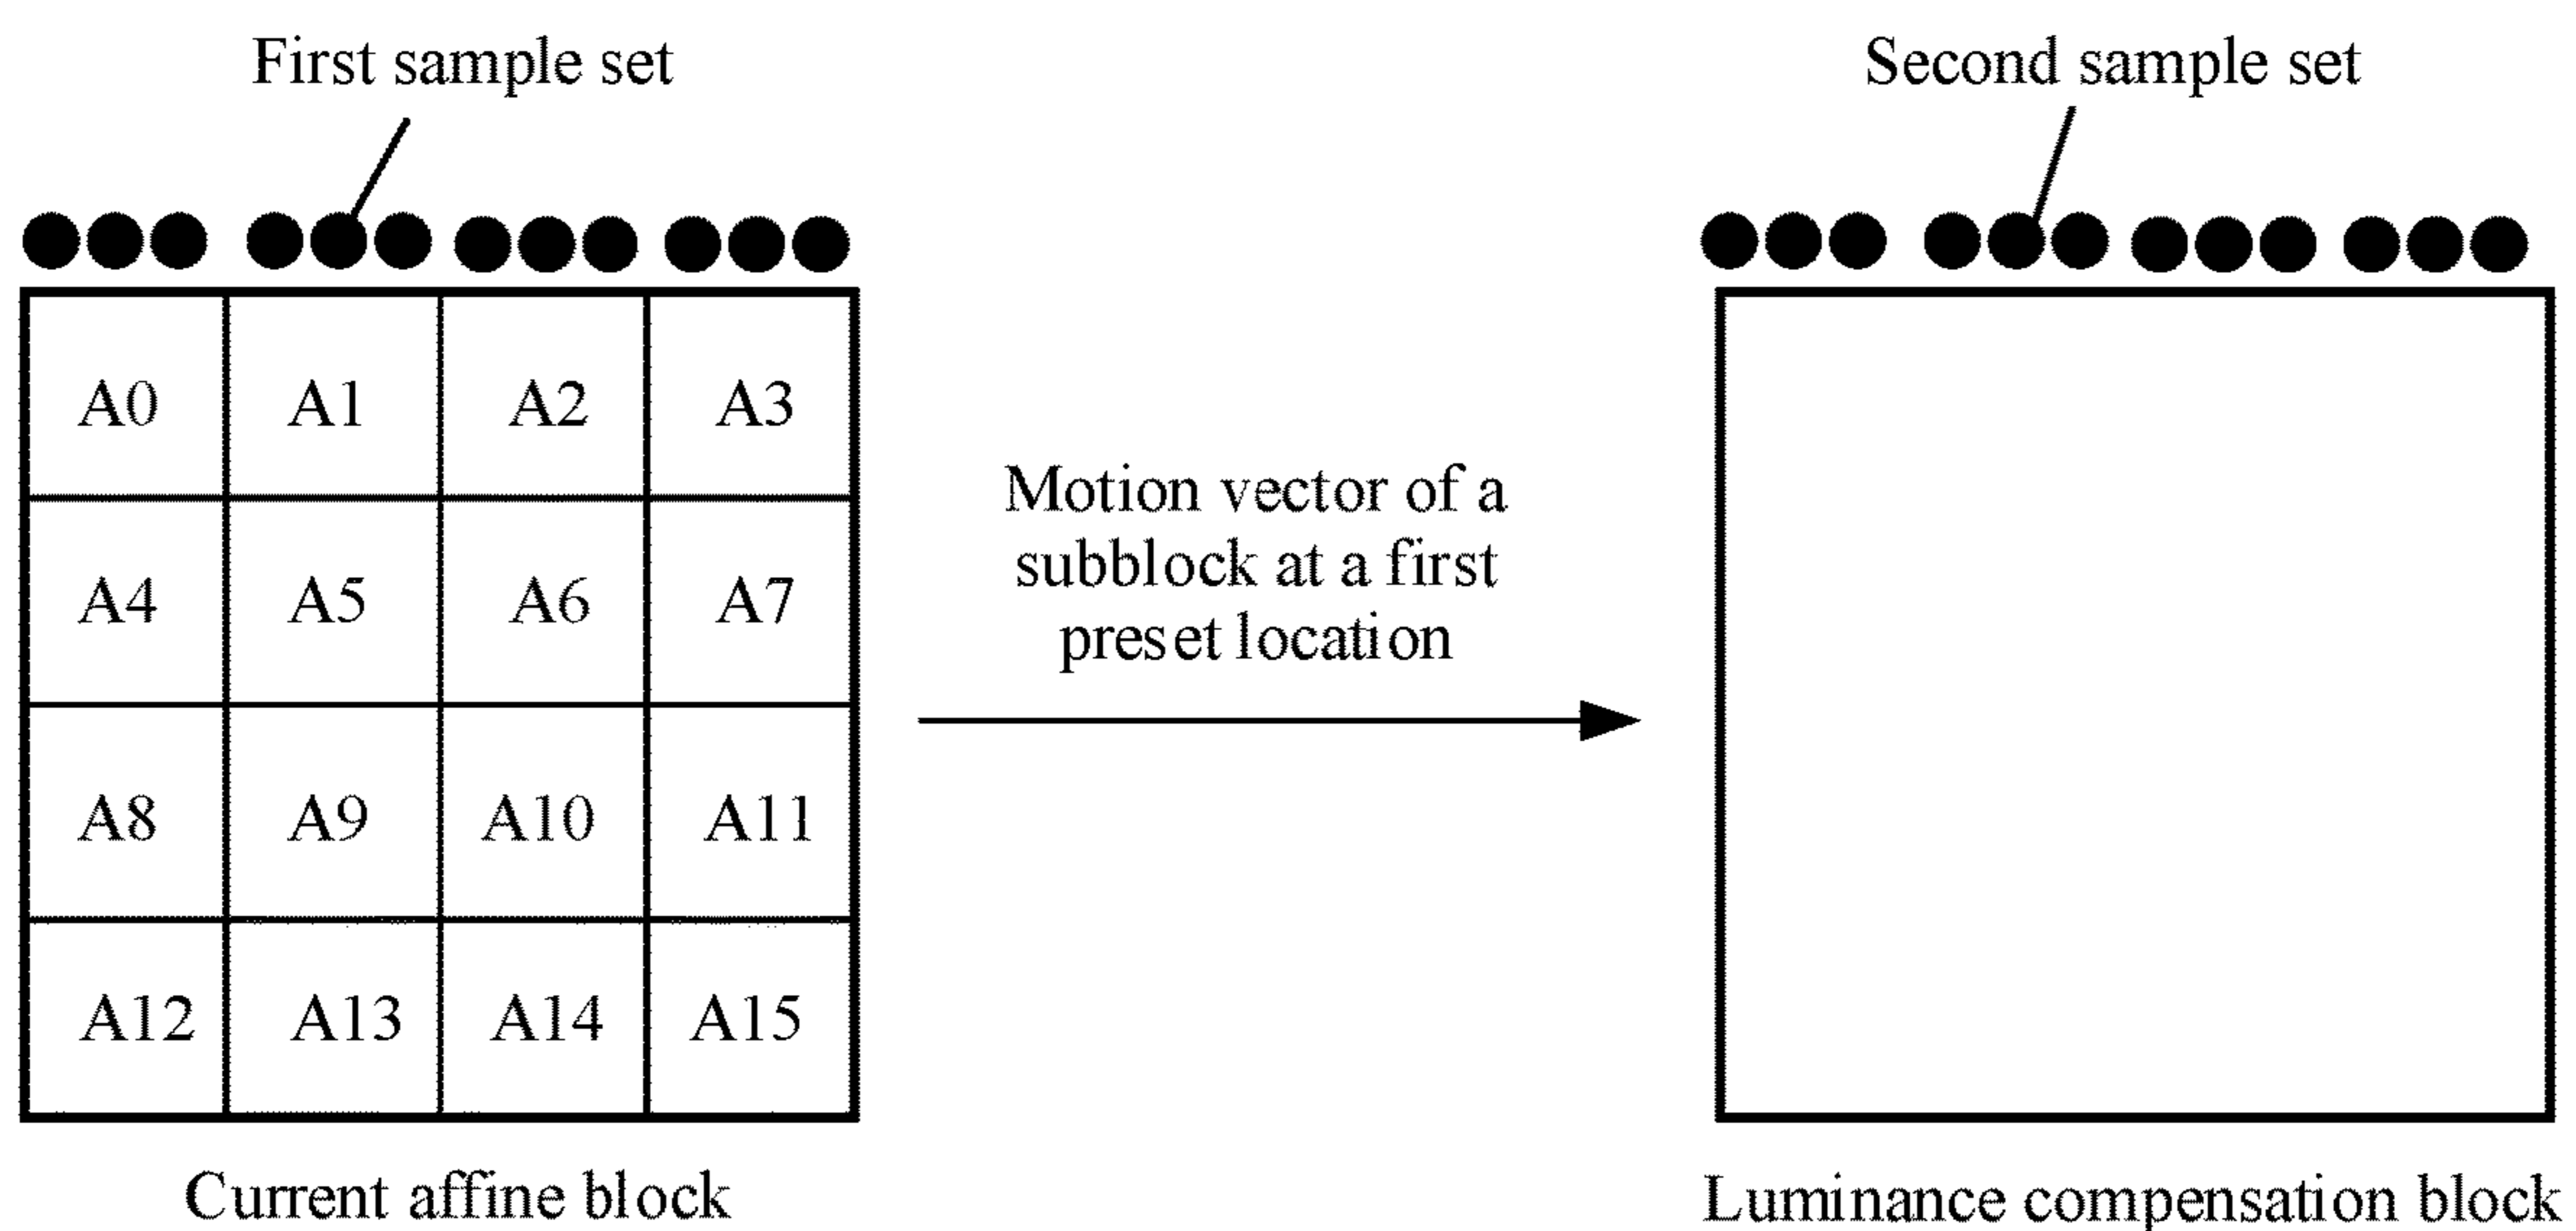 First sample set
Second sample set
A0 A1 A2 A3
A4 A5 A6 A7
A8 A9 A10 A11
A12 A13 A14 A15
Motion vector of a
subblock at a first
preset location
Current affine block
Luminance compensation block